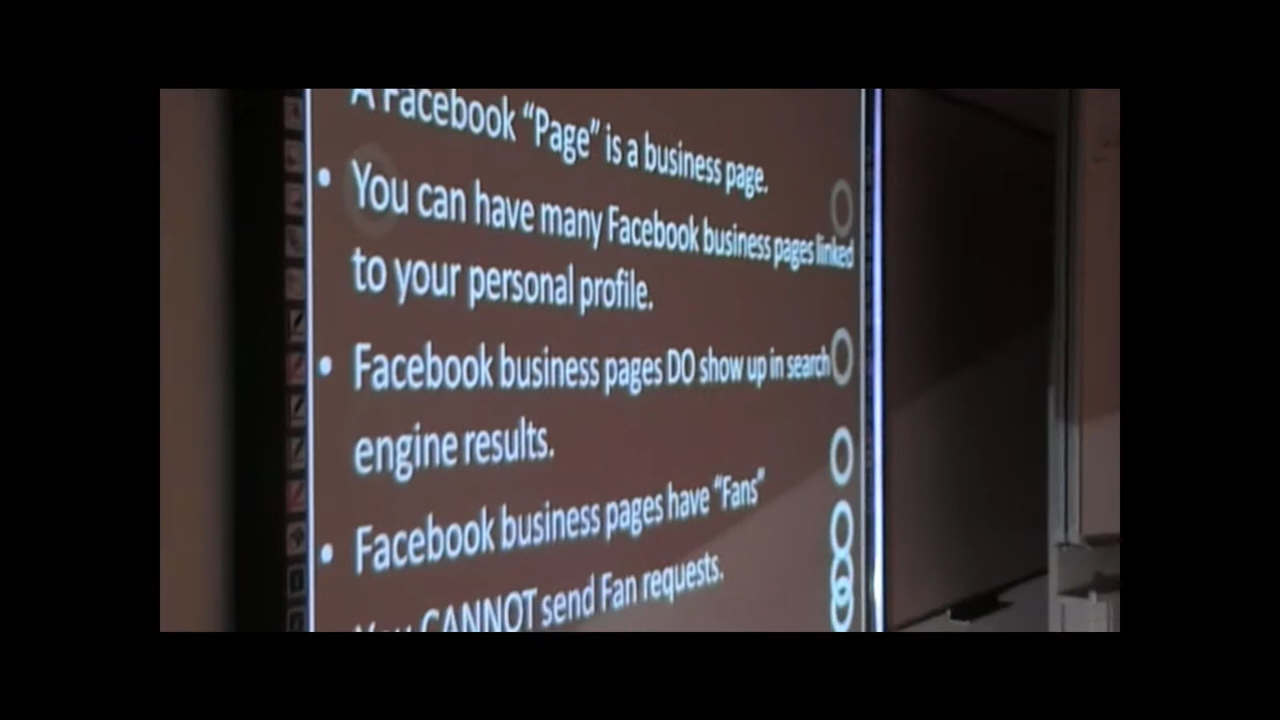 A Facebook “Page” is a business page.
• You can have many Facebook business pages linked
to your personal profile.
• Facebook business pages DO show up in search
engine results.
• Facebook business pages have “Fans”
You CANNOT send Fan requests.